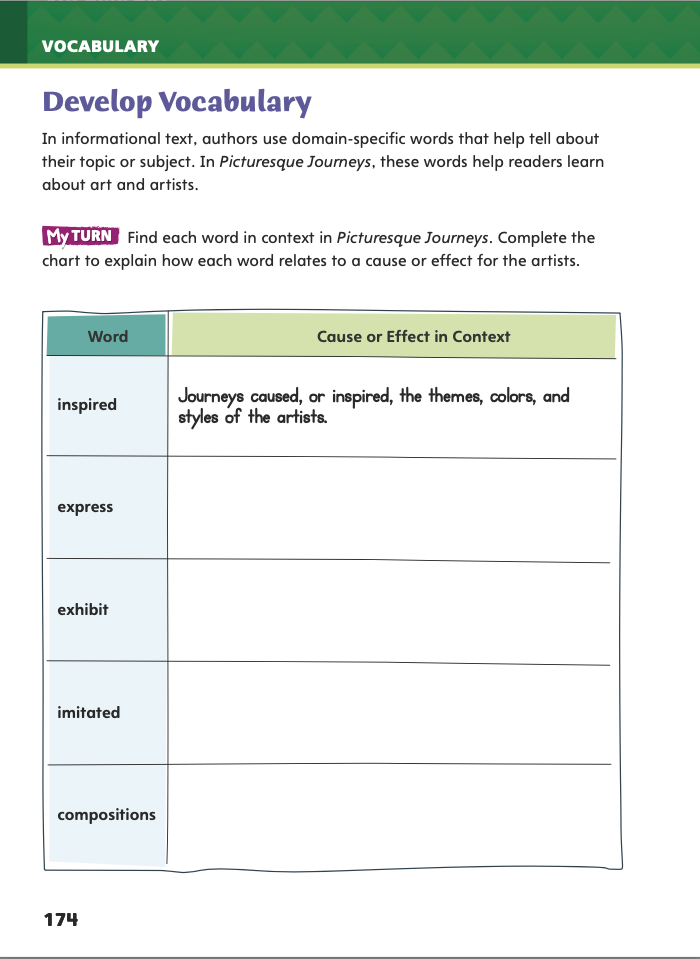 VOCABULARY
Develop Vocabulary
In informational text, authors use domain-specific words that help tell about
their topic or subject. In Picturesque Journeys, these words help readers learn
about art and artists.
My TURN Find each word in context in Picturesque Journeys. Complete the
chart to explain how each word relates to a cause or effect for the artists.
Word Cause or Effect in Context
inspired
Journeys caused, or inspired, the themes, colors, and
styles of the artists.
express
exhibit
imitated
compositions
174